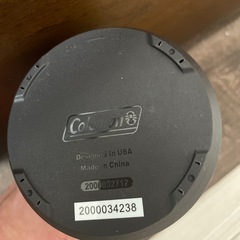 Coleman
Designed in USA
Made in China
2000034238